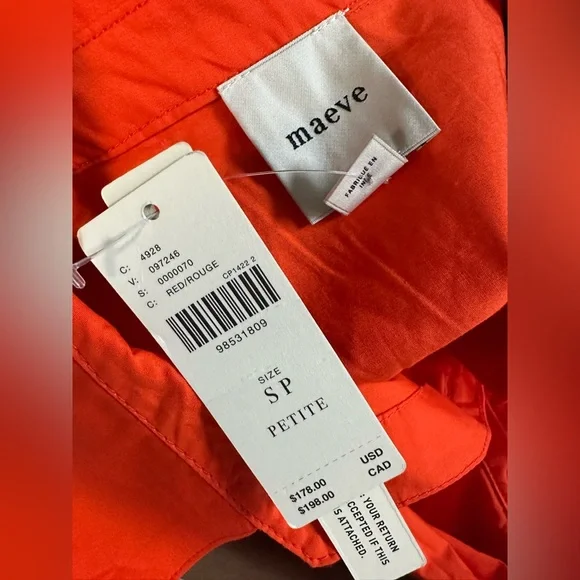 maeve
FABRIQUÉ EN
C: 4928
V: 097246
S: 0000070
C: RED/ROUGE
CP1422 2
98531809
SIZE
S P
PETITE
$178.00 USD
$198.00 CAD
YOUR RETURN
CCEPTED IF THIS
S ATTACHED.